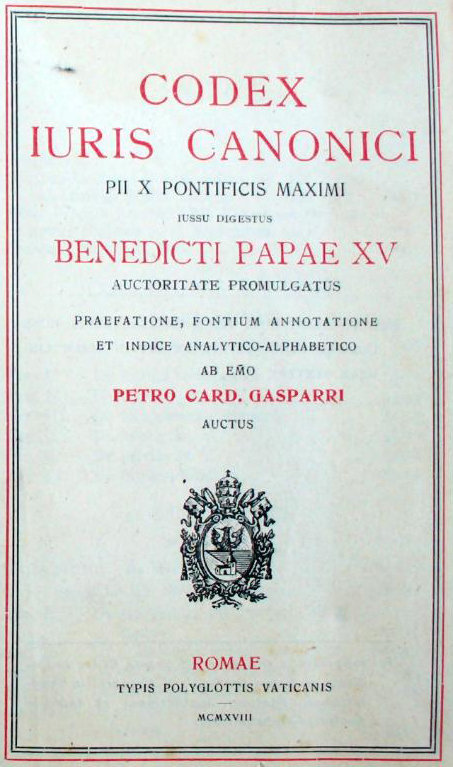 CODEX
IURIS CANONICI
PII X PONTIFICIS MAXIMI
IUSSU DIGESTUS
BENEDICTI PAPAE XV
AUCTORITATE PROMULGATUS
PRAEFATIONE, FONTIUM ANNOTATIONE
ET INDICE ANALYTICO-ALPHABETICO
AB EM̃O
PETRO CARD. GASPARRI
AUCTUS
ROMAE
TYPIS POLYGLOTTIS VATICANIS
MCMXVIII